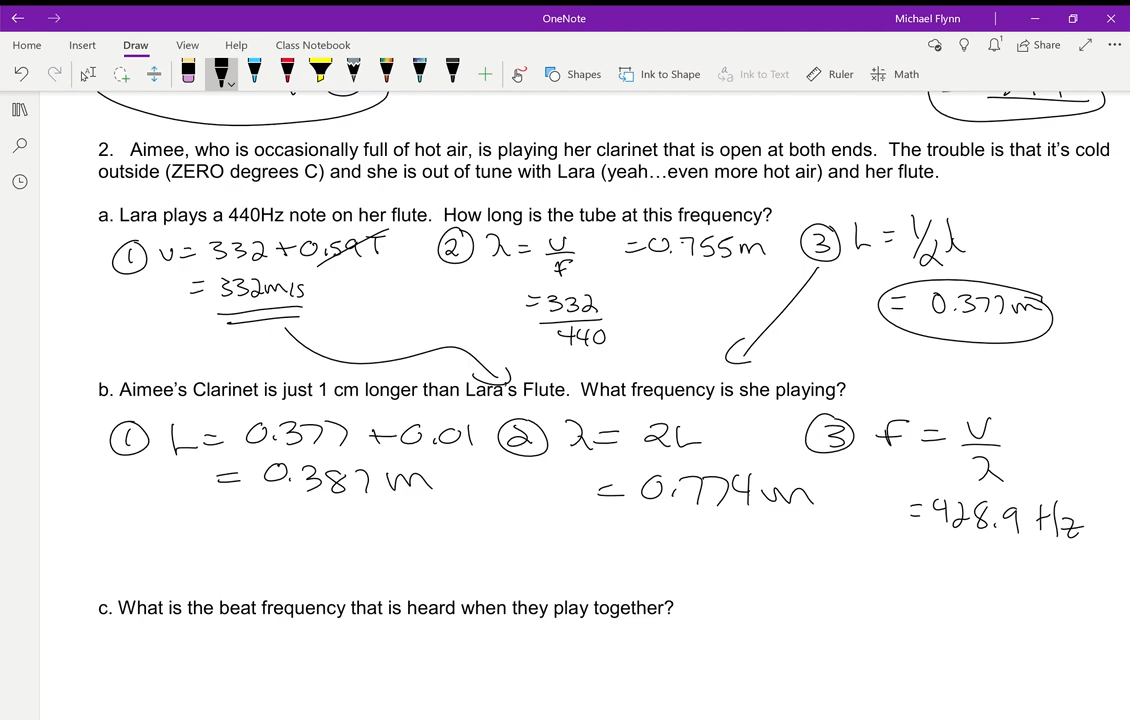 OneNote
Michael Flynn
Home Insert Draw View Help Class Notebook
Share
Shapes Ink to Shape Ink to Text Ruler Math
2. Aimee, who is occasionally full of hot air, is playing her clarinet that is open at both ends. The trouble is that it's cold
outside (ZERO degrees C) and she is out of tune with Lara (yeah…even more hot air) and her flute.
a. Lara plays a 440Hz note on her flute. How long is the tube at this frequency?
① v = 332 + 0.59T ② λ = v/f = 0.755m ③ L = 1/2 λ
= 332m/s = 332/440 = 0.377m
b. Aimee's Clarinet is just 1 cm longer than Lara's Flute. What frequency is she playing?
① L = 0.377 + 0.01 ② λ = 2L ③ f = v/λ
= 0.387m = 0.774m = 428.9 Hz
c. What is the beat frequency that is heard when they play together?